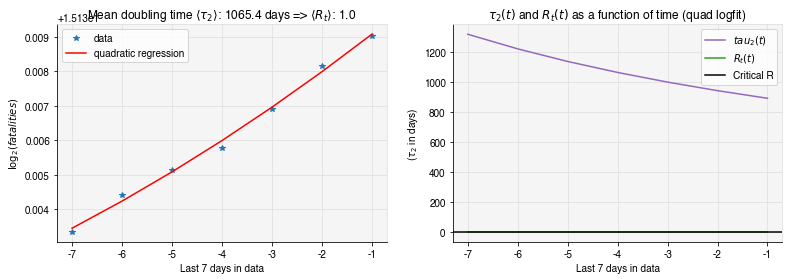 Mean doubling time ⟨τ₂⟩: 1065.4 days => ⟨Rₜ⟩: 1.0
0.009
0.008
0.007
0.006
0.005
0.004
log₂(fatalities)
data
quadratic regression
-7 -6 -5 -4 -3 -2 -1
Last 7 days in data
τ₂(t) and Rₜ(t) as a function of time (quad logfit)
1200
1000
800
600
400
200
0
(τ₂ in days)
tau₂(t)
Rₜ(t)
Critical R
-7 -6 -5 -4 -3 -2 -1
Last 7 days in data